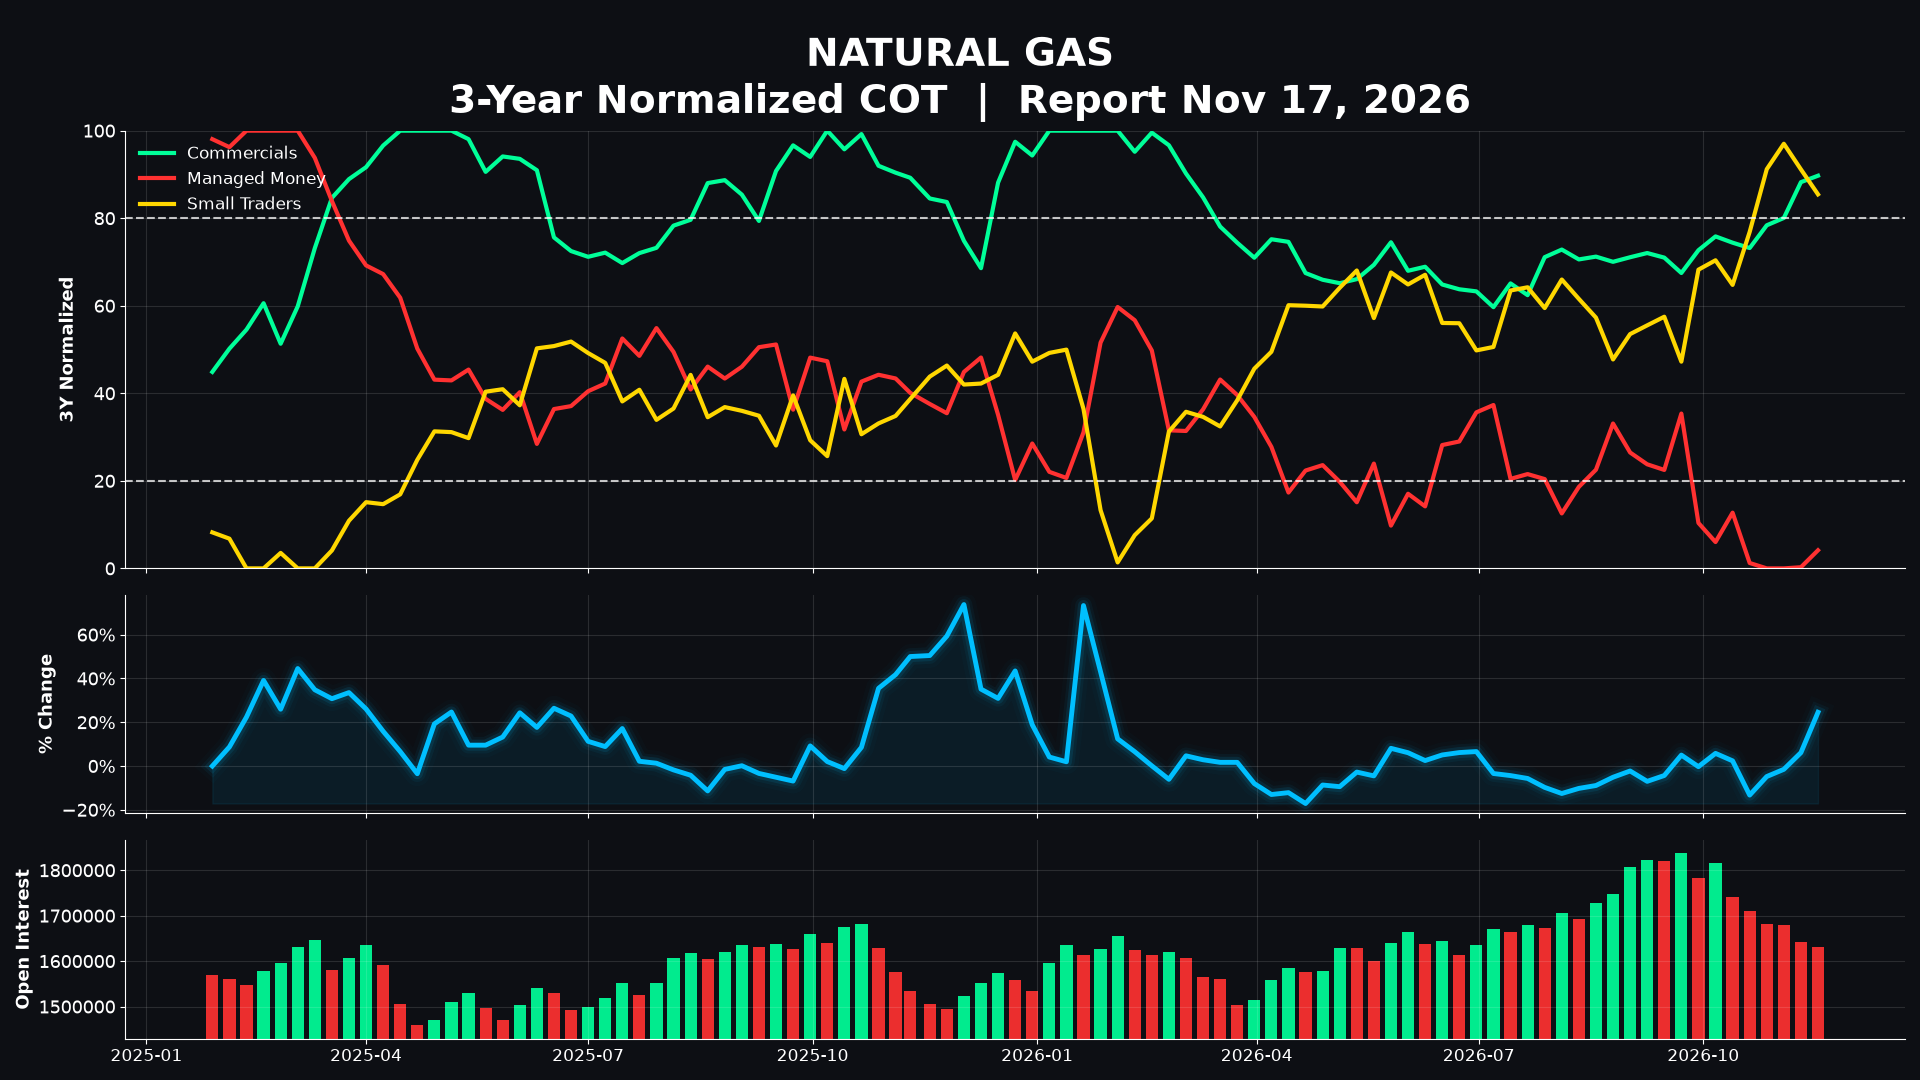 NATURAL GAS
3-Year Normalized COT | Report Nov 17, 2026
100
80
60
40
20
0
3Y Normalized
Commercials
Managed Money
Small Traders
60%
40%
20%
0%
−20%
% Change
1800000
1700000
1600000
1500000
Open Interest
2025-01
2025-04
2025-07
2025-10
2026-01
2026-04
2026-07
2026-10